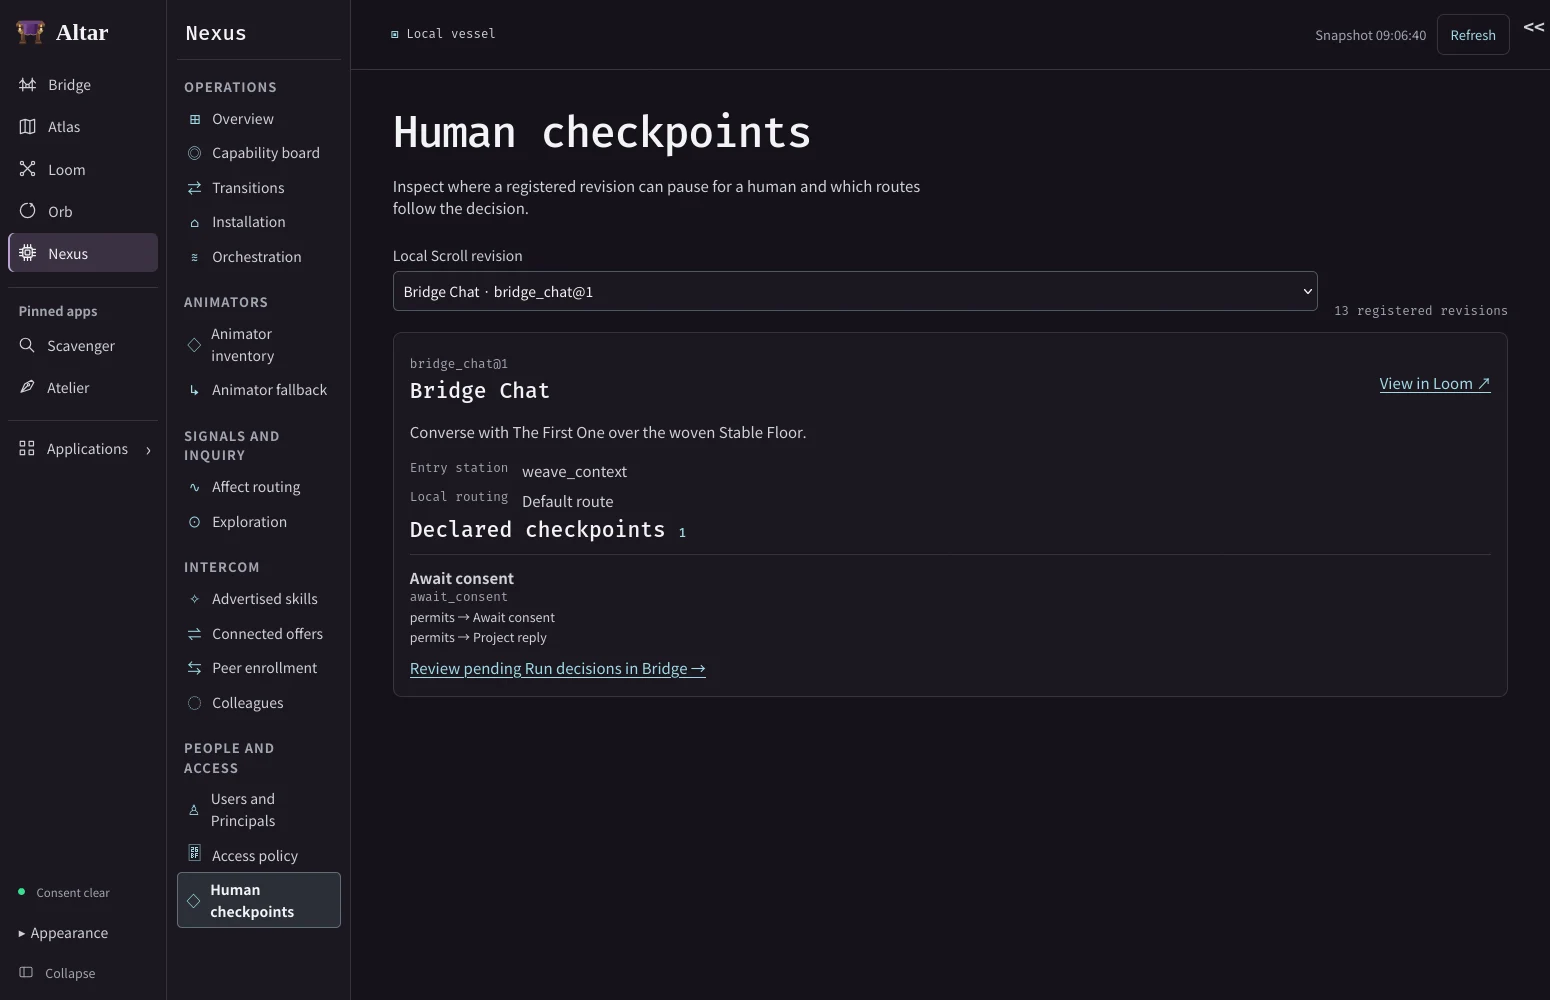 Altar
Bridge
Atlas
Loom
Orb
Nexus
Pinned apps
Scavenger
Atelier
Applications ›
Consent clear
▸ Appearance
Collapse
Nexus
OPERATIONS
Overview
Capability board
Transitions
Installation
Orchestration
ANIMATORS
Animator
inventory
Animator fallback
SIGNALS AND
INQUIRY
Affect routing
Exploration
INTERCOM
Advertised skills
Connected offers
Peer enrollment
Colleagues
PEOPLE AND
ACCESS
Users and
Principals
Access policy
Human
checkpoints
Local vessel
Snapshot 09:06:40
Refresh
<<
Human checkpoints
Inspect where a registered revision can pause for a human and which routes
follow the decision.
Local Scroll revision
Bridge Chat · bridge_chat@1
13 registered revisions
bridge_chat@1
Bridge Chat
View in Loom ↗
Converse with The First One over the woven Stable Floor.
Entry station weave_context
Local routing Default route
Declared checkpoints 1
Await consent
await_consent
permits → Await consent
permits → Project reply
Review pending Run decisions in Bridge →